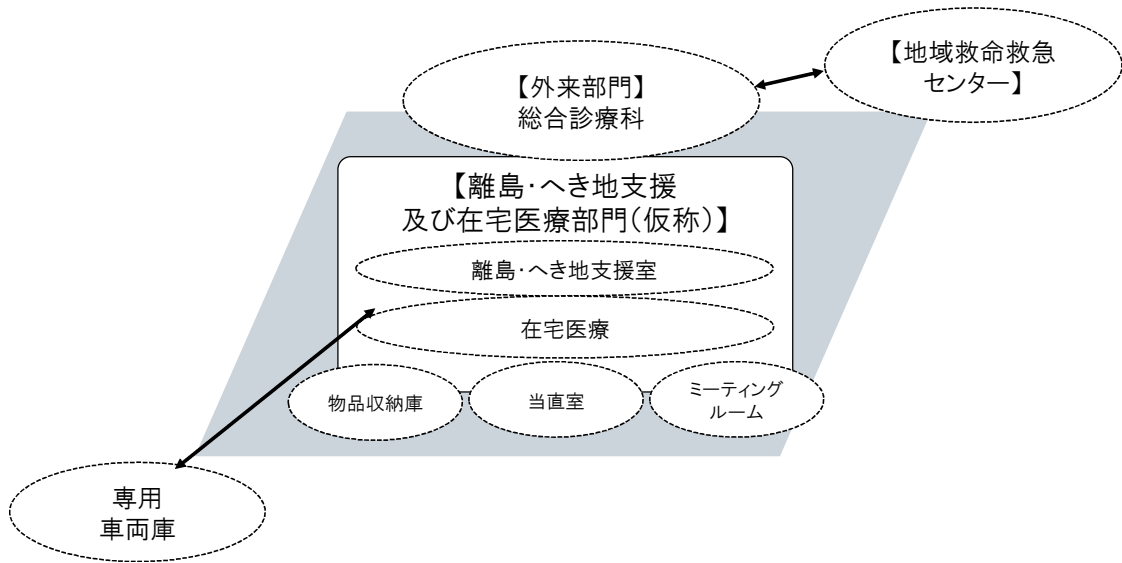 【地域救命救急
センター】
【外来部門】
総合診療科
【離島・へき地支援
及び在宅医療部門（仮称）】
離島・へき地支援室
在宅医療
物品収納庫
当直室
ミーティング
ルーム
専用
車両庫